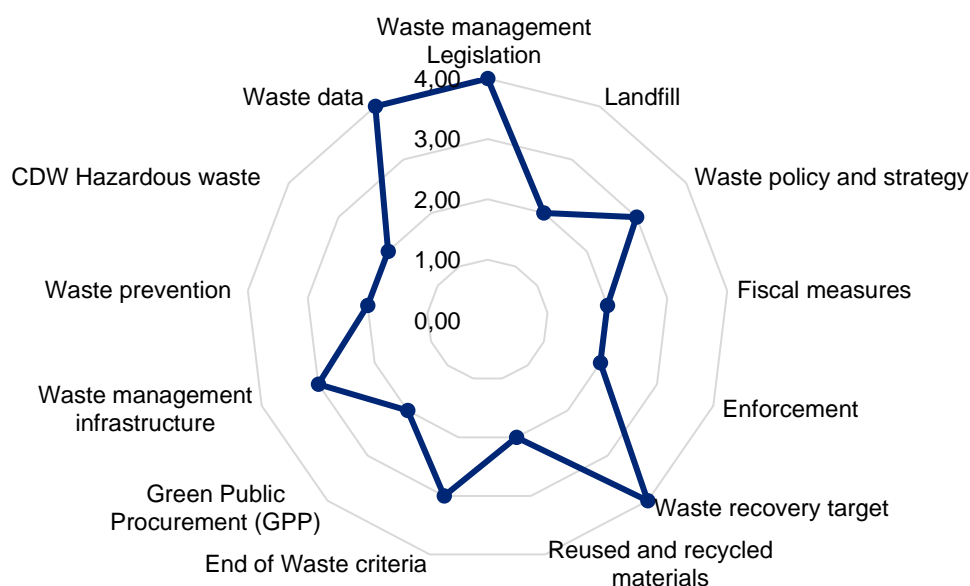 Waste management
Legislation
4,00
Landfill
Waste data
3,00
CDW Hazardous waste
Waste policy and strategy
2,00
1,00
Waste prevention
Fiscal measures
0,00
Waste management
infrastructure
Enforcement
Green Public
Procurement (GPP)
Waste recovery target
End of Waste criteria
Reused and recycled
materials